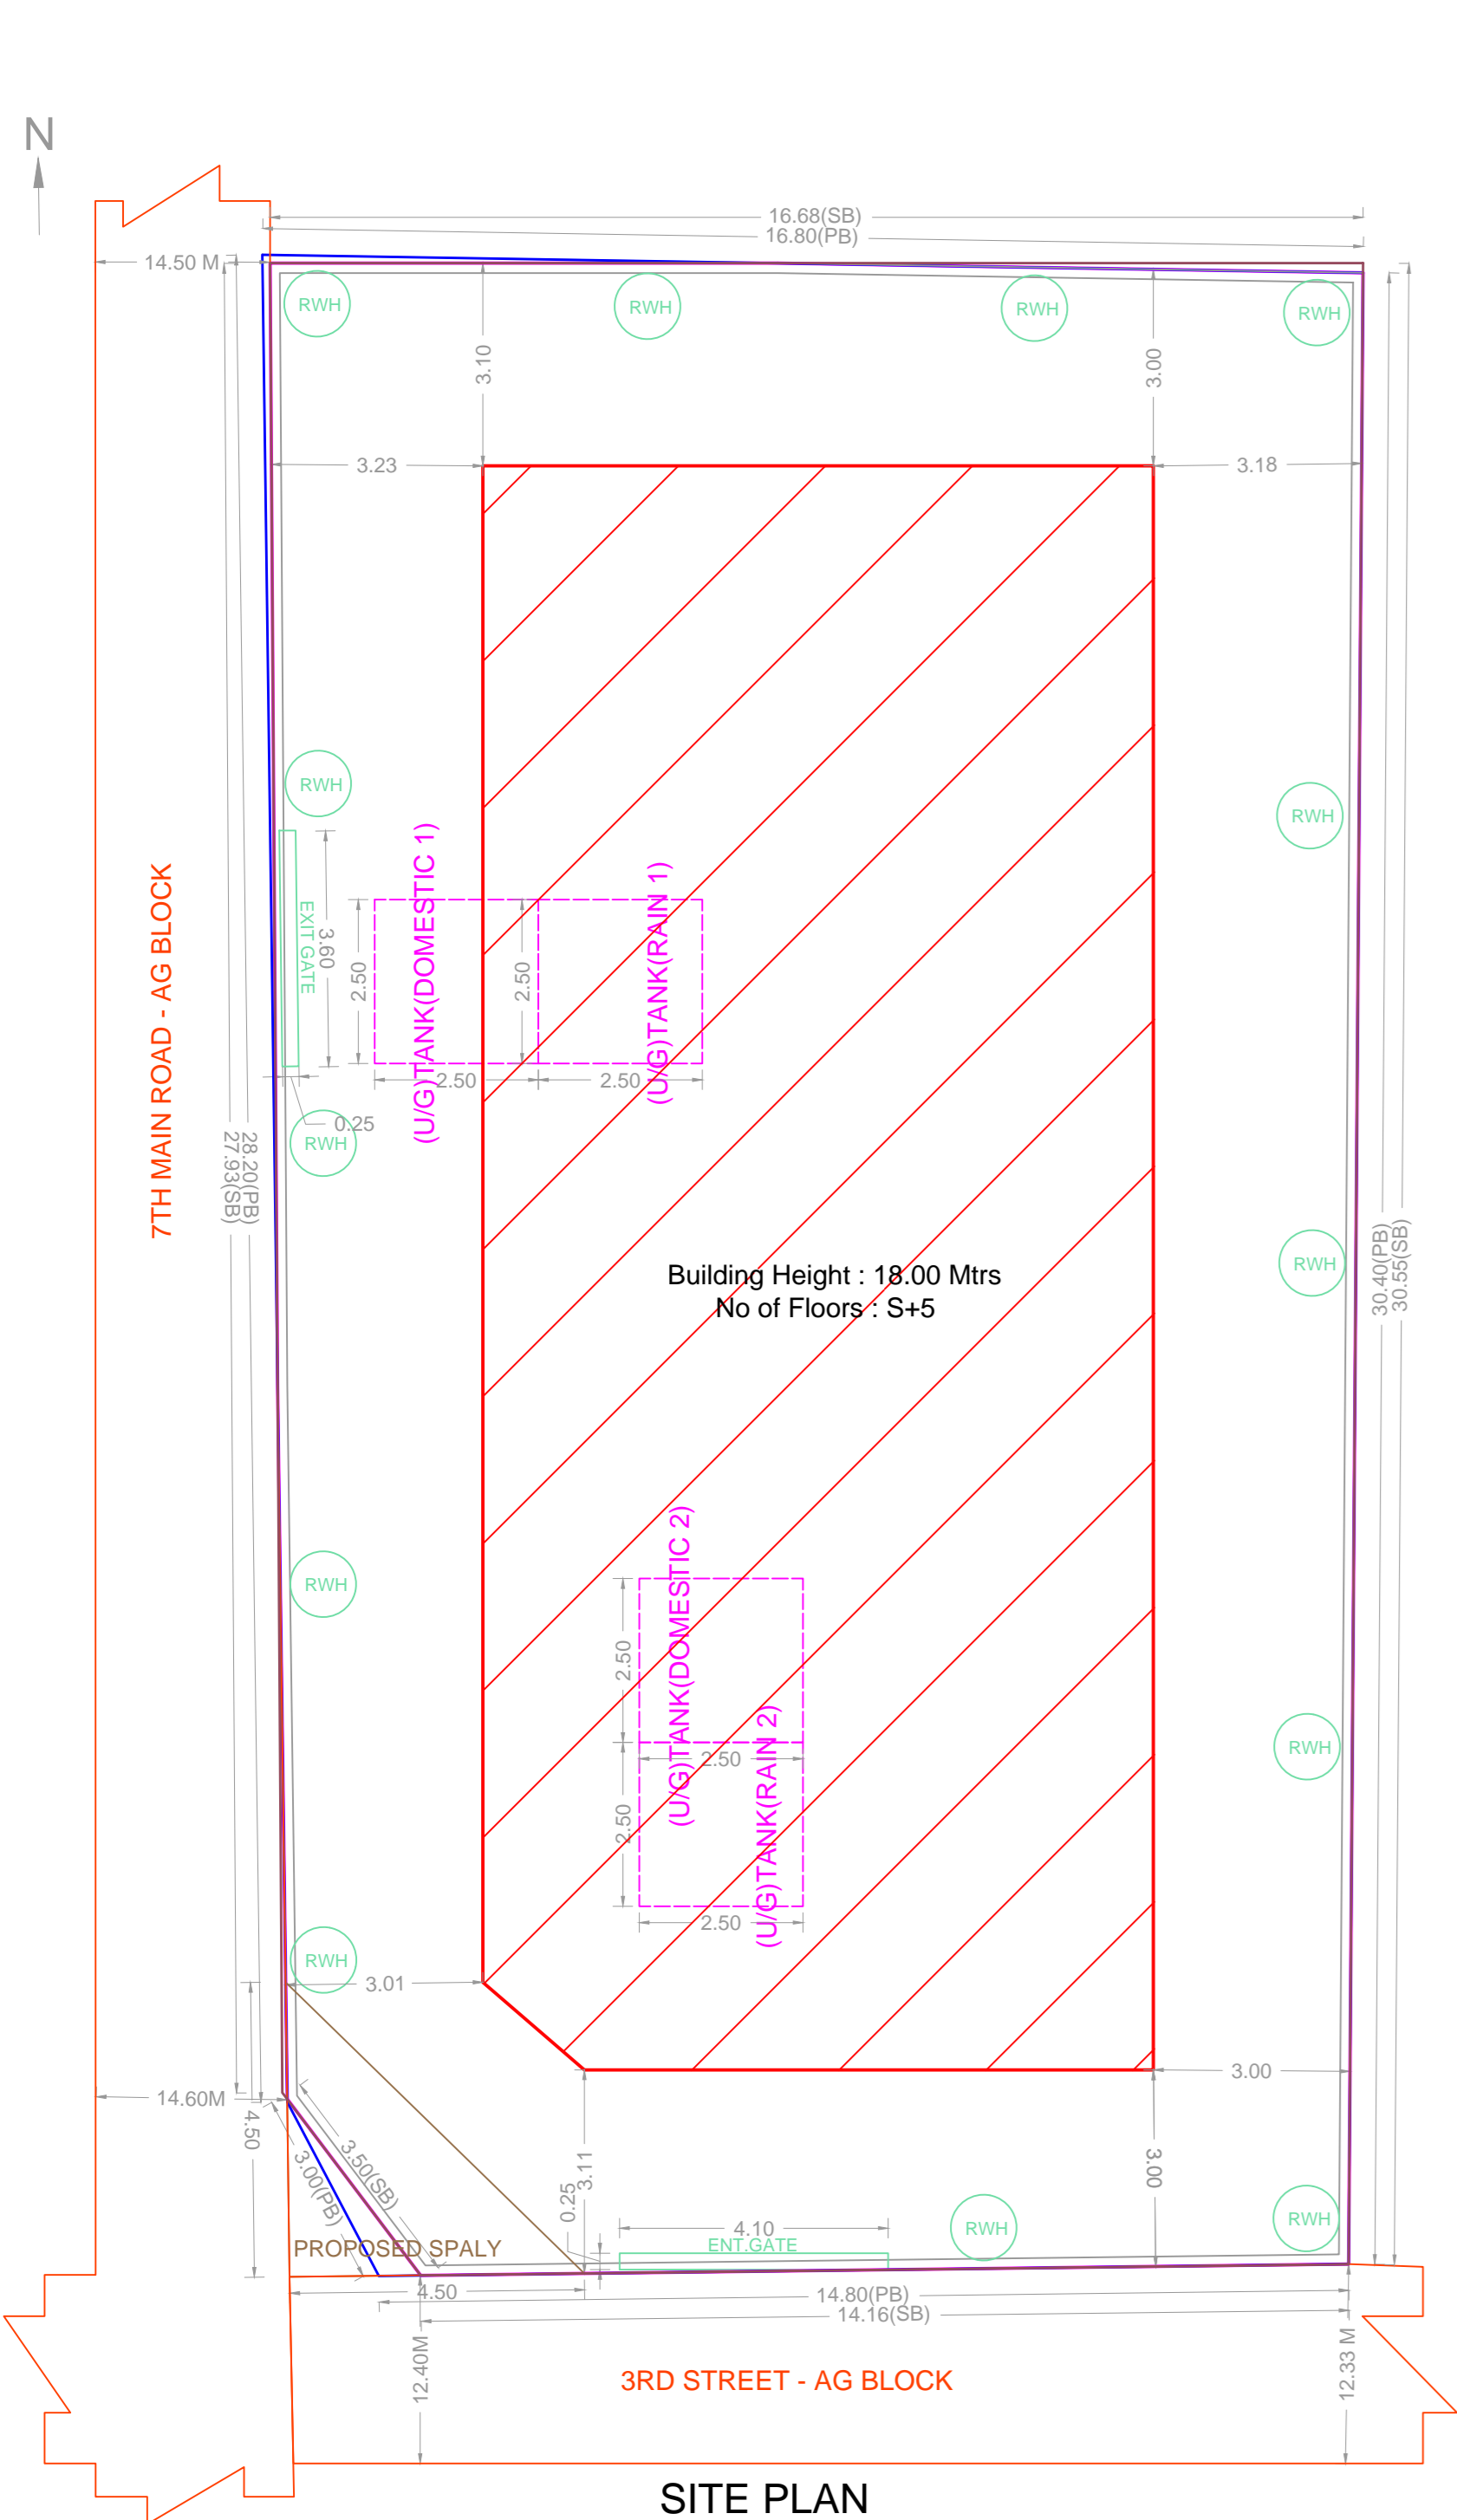 N
16.68(SB)
16.80(PB)
14.50 M
RWH
RWH
RWH
RWH
3.10
3.00
3.23
3.18
RWH
RWH
EXIT GATE
3.60
2.50
(U/G)TANK(DOMESTIC 1)
2.50
(U/G)TANK(RAIN 1)
2.50
2.50
0.25
7TH MAIN ROAD - AG BLOCK
RWH
27.93(SB)
28.20(PB)
30.40(PB)
30.55(SB)
RWH
Building Height : 18.00 Mtrs
No of Floors : S+5
RWH
2.50
(U/G)TANK(DOMESTIC 2)
2.50
2.50
(U/G)TANK(RAIN 2)
2.50
RWH
RWH
3.01
3.00
14.60M
4.50
3.50(SB)
3.00(PB)
0.25
3.11
3.00
4.10
ENT.GATE
RWH
RWH
PROPOSED SPALY
4.50
14.80(PB)
14.16(SB)
12.40M
12.33 M
3RD STREET - AG BLOCK
SITE PLAN